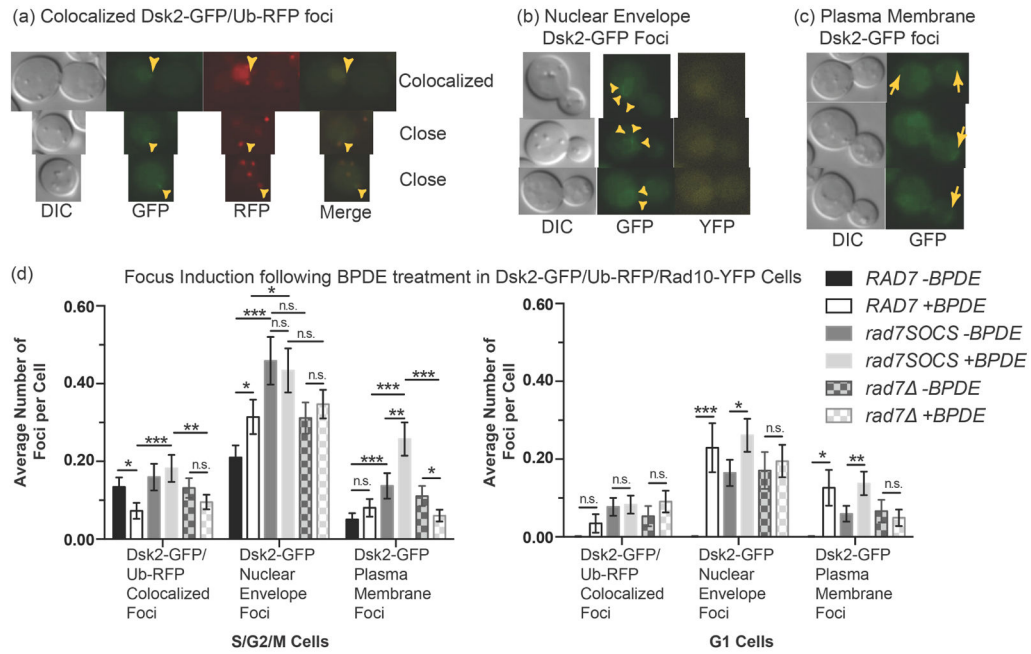 (a) Colocalized Dsk2-GFP/Ub-RFP foci
Colocalized
Close
Close
DIC GFP RFP Merge
(b) Nuclear Envelope
Dsk2-GFP Foci
DIC GFP YFP
(c) Plasma Membrane
Dsk2-GFP foci
DIC GFP
(d) Focus Induction following BPDE treatment in Dsk2-GFP/Ub-RFP/Rad10-YFP Cells
Average Number of
Foci per Cell
0.60
0.40
0.20
0.00
* *** ** n.s.
* *** * n.s. n.s. n.s. n.s.
n.s. *** ** *** *** *
Dsk2-GFP/
Ub-RFP
Colocalized
Foci
Dsk2-GFP
Nuclear
Envelope
Foci
Dsk2-GFP
Plasma
Membrane
Foci
S/G2/M Cells
Average Number of
Foci per Cell
0.60
0.40
0.20
0.00
n.s. n.s. n.s.
*** * n.s.
* ** n.s.
Dsk2-GFP/
Ub-RFP
Colocalized
Foci
Dsk2-GFP
Nuclear
Envelope
Foci
Dsk2-GFP
Plasma
Membrane
Foci
G1 Cells
RAD7 -BPDE
RAD7 +BPDE
rad7SOCS -BPDE
rad7SOCS +BPDE
rad7Δ -BPDE
rad7Δ +BPDE